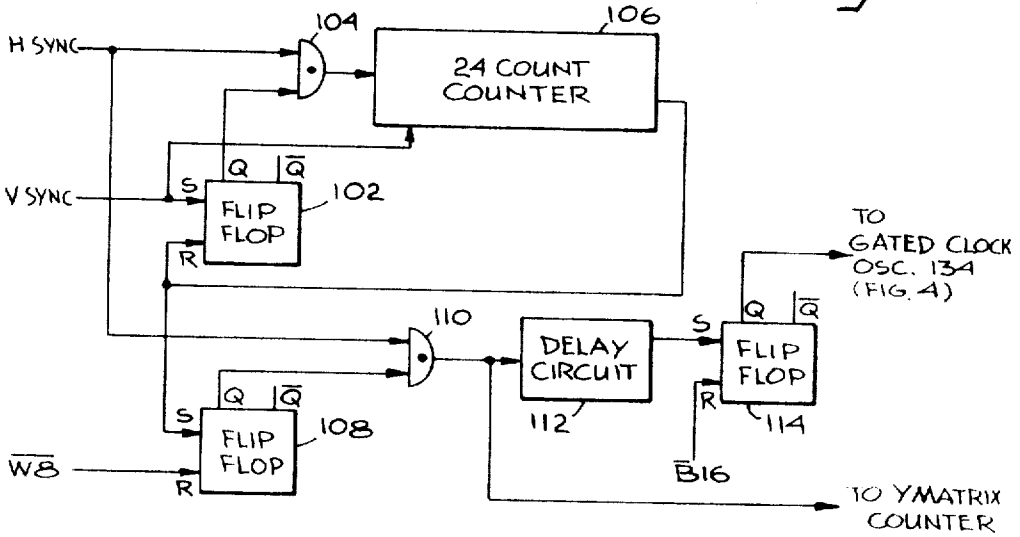 104
106
H SYNC
24 COUNT
COUNTER
Q
Q̅
V SYNC
S
FLIP
FLOP
102
R
TO
GATED CLOCK
OSC. 134
(FIG. 4)
110
Q
Q̅
S
DELAY
CIRCUIT
FLIP
FLOP
R
112
114
Q
Q̅
S
108
FLIP
FLOP
W̅8̅
R
B̅16
TO Y MATRIX
COUNTER